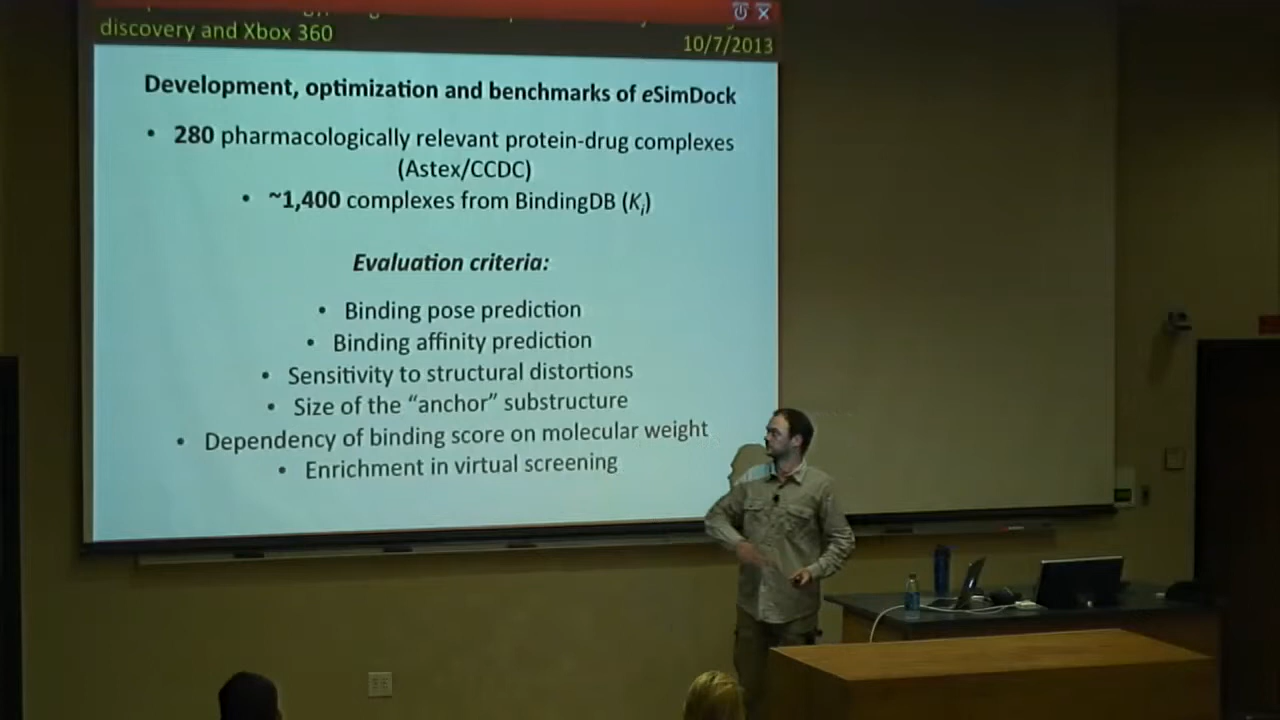 discovery and Xbox 360
10/7/2013
Development, optimization and benchmarks of eSimDock
• 280 pharmacologically relevant protein-drug complexes
(Astex/CCDC)
• ~1,400 complexes from BindingDB (Ki)
Evaluation criteria:
• Binding pose prediction
• Binding affinity prediction
• Sensitivity to structural distortions
• Size of the “anchor” substructure
• Dependency of binding score on molecular weight
• Enrichment in virtual screening